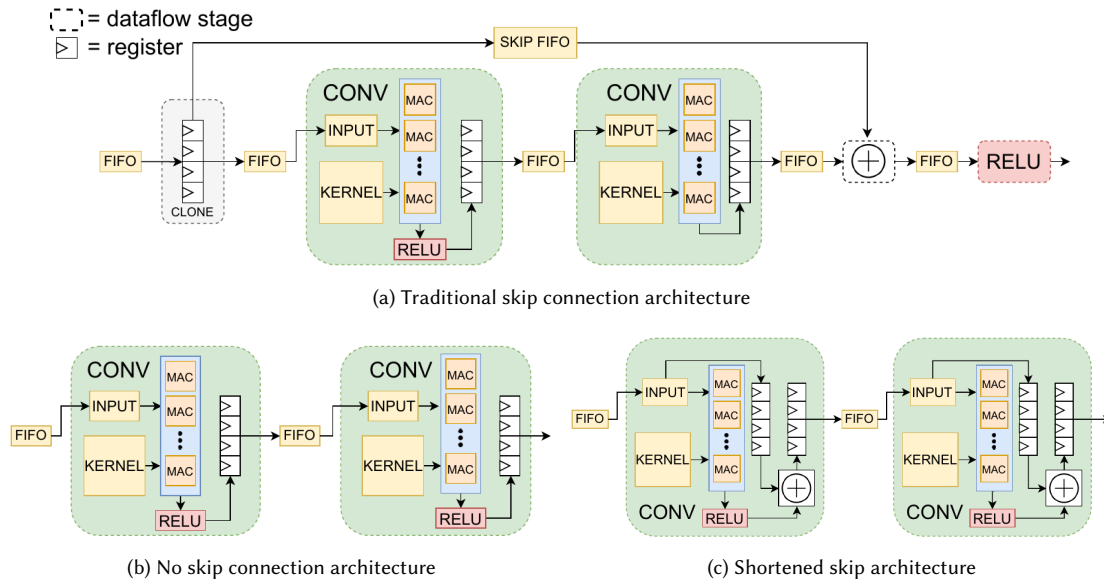 = dataflow stage
= register
SKIP FIFO
CONV
CONV
MAC
MAC
INPUT
MAC
INPUT
MAC
FIFO
FIFO
FIFO
FIFO
FIFO
RELU
KERNEL
MAC
KERNEL
MAC
CLONE
RELU
(a) Traditional skip connection architecture
CONV
MAC
CONV
MAC
INPUT
MAC
INPUT
MAC
FIFO
FIFO
KERNEL
MAC
KERNEL
MAC
RELU
RELU
(b) No skip connection architecture
INPUT
MAC
INPUT
MAC
FIFO
MAC
FIFO
MAC
KERNEL
MAC
KERNEL
MAC
CONV
RELU
CONV
RELU
(c) Shortened skip architecture